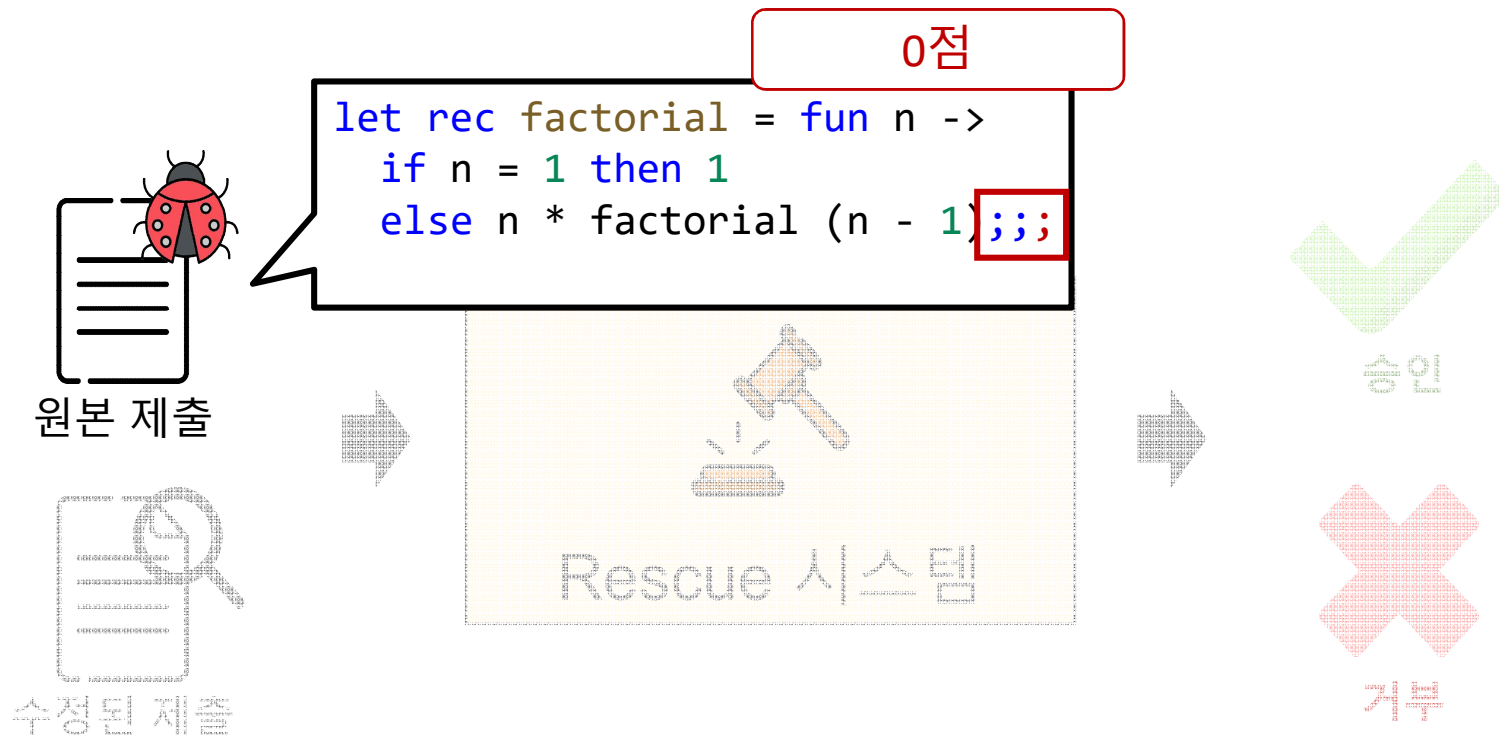 0점
let rec factorial = fun n ->
if n = 1 then 1
else n * factorial (n - 1);;;
원본 제출
승인
Rescue 시스템
수정된 제출
거부